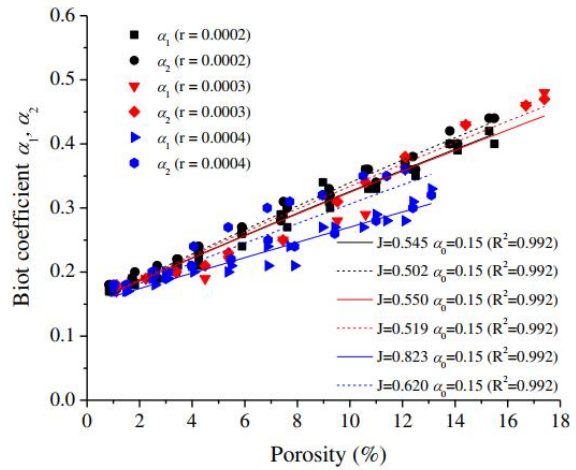 0.6
0.5
0.4
0.3
0.2
0.1
0.0
Biot coefficient α₁, α₂
α₁ (r = 0.0002)
α₂ (r = 0.0002)
α₁ (r = 0.0003)
α₂ (r = 0.0003)
α₁ (r = 0.0004)
α₂ (r = 0.0004)
J=0.545 α₀=0.15 (R²=0.992)
J=0.502 α₀=0.15 (R²=0.992)
J=0.550 α₀=0.15 (R²=0.992)
J=0.519 α₀=0.15 (R²=0.992)
J=0.823 α₀=0.15 (R²=0.992)
J=0.620 α₀=0.15 (R²=0.992)
0 2 4 6 8 10 12 14 16 18
Porosity (%)